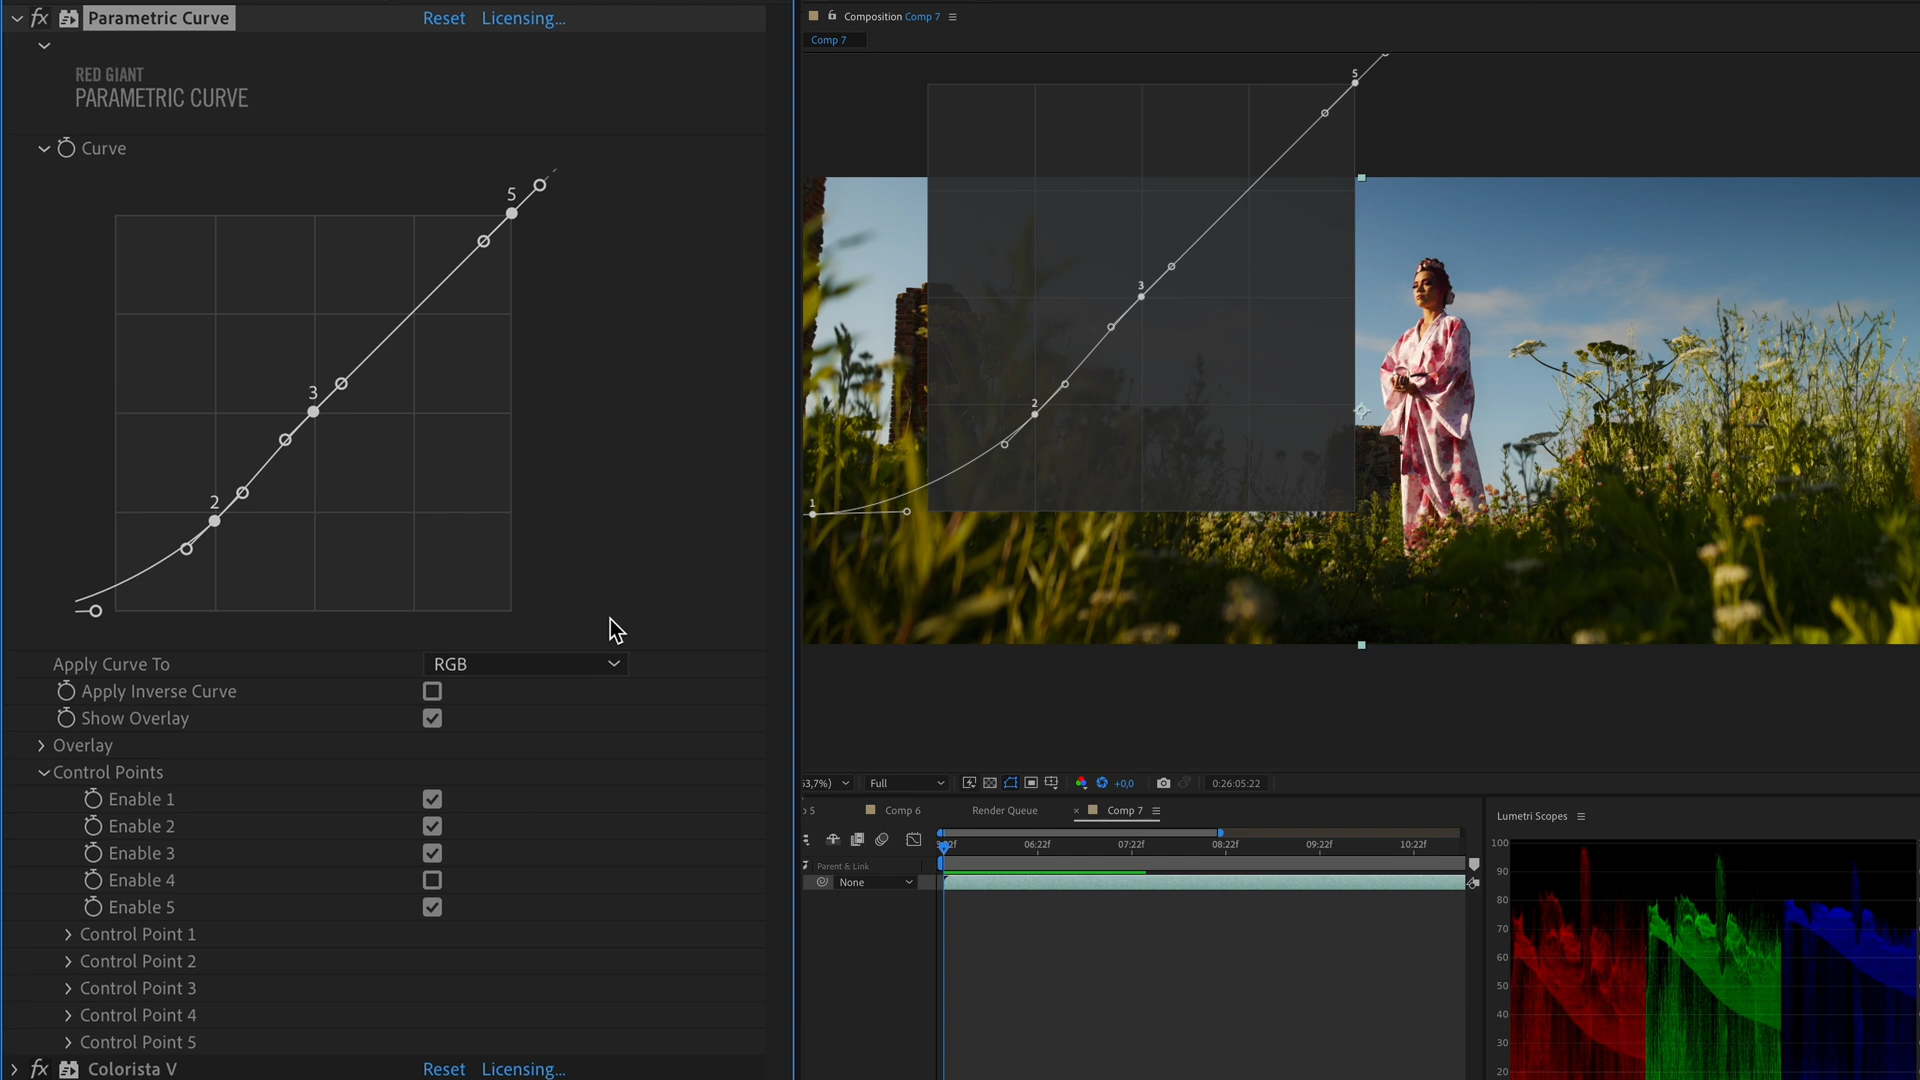 fx Parametric Curve Reset Licensing...
RED GIANT
PARAMETRIC CURVE
Curve
5
3
2
Apply Curve To RGB
Apply Inverse Curve
Show Overlay
Overlay
Control Points
Enable 1
Enable 2
Enable 3
Enable 4
Enable 5
Control Point 1
Control Point 2
Control Point 3
Control Point 4
Control Point 5
fx Colorista V Reset Licensing...
Composition Comp 7
Comp 7
5
3
2
1
53,7%) Full +0,0 0:26:05:22
p 5 Comp 6 Render Queue × Comp 7
06:22f 07:22f 08:22f 09:22f 10:22f
Parent & Link
None
Lumetri Scopes
100
90
80
70
60
50
40
30
20